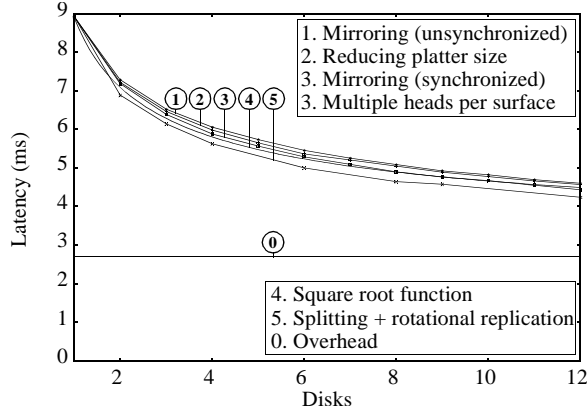 9
8
7
6
5
4
3
2
1
0
Latency (ms)
1. Mirroring (unsynchronized)
2. Reducing platter size
3. Mirroring (synchronized)
3. Multiple heads per surface
1 2 3 4 5
0
4. Square root function
5. Splitting + rotational replication
0. Overhead
2 4 6 8 10 12
Disks